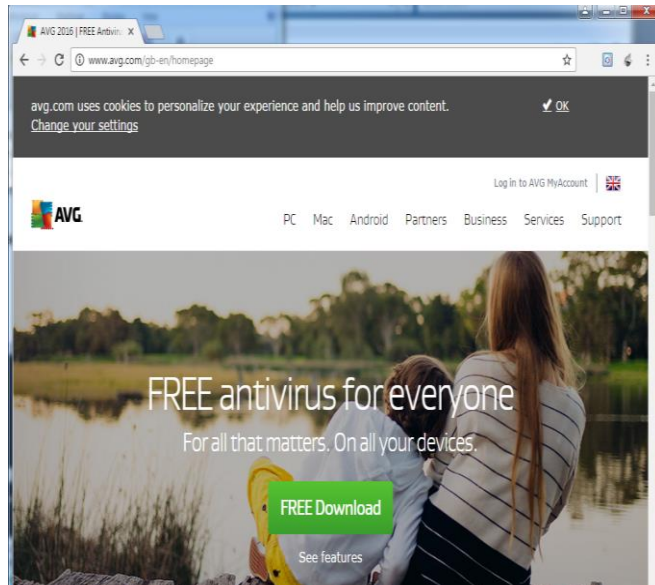 AVG 2016 | FREE Antiviru
www.avg.com/gb-en/homepage
avg.com uses cookies to personalize your experience and help us improve content.
OK
Change your settings
Log in to AVG MyAccount
AVG
PC Mac Android Partners Business Services Support
FREE antivirus for everyone
For all that matters. On all your devices.
FREE Download
See features